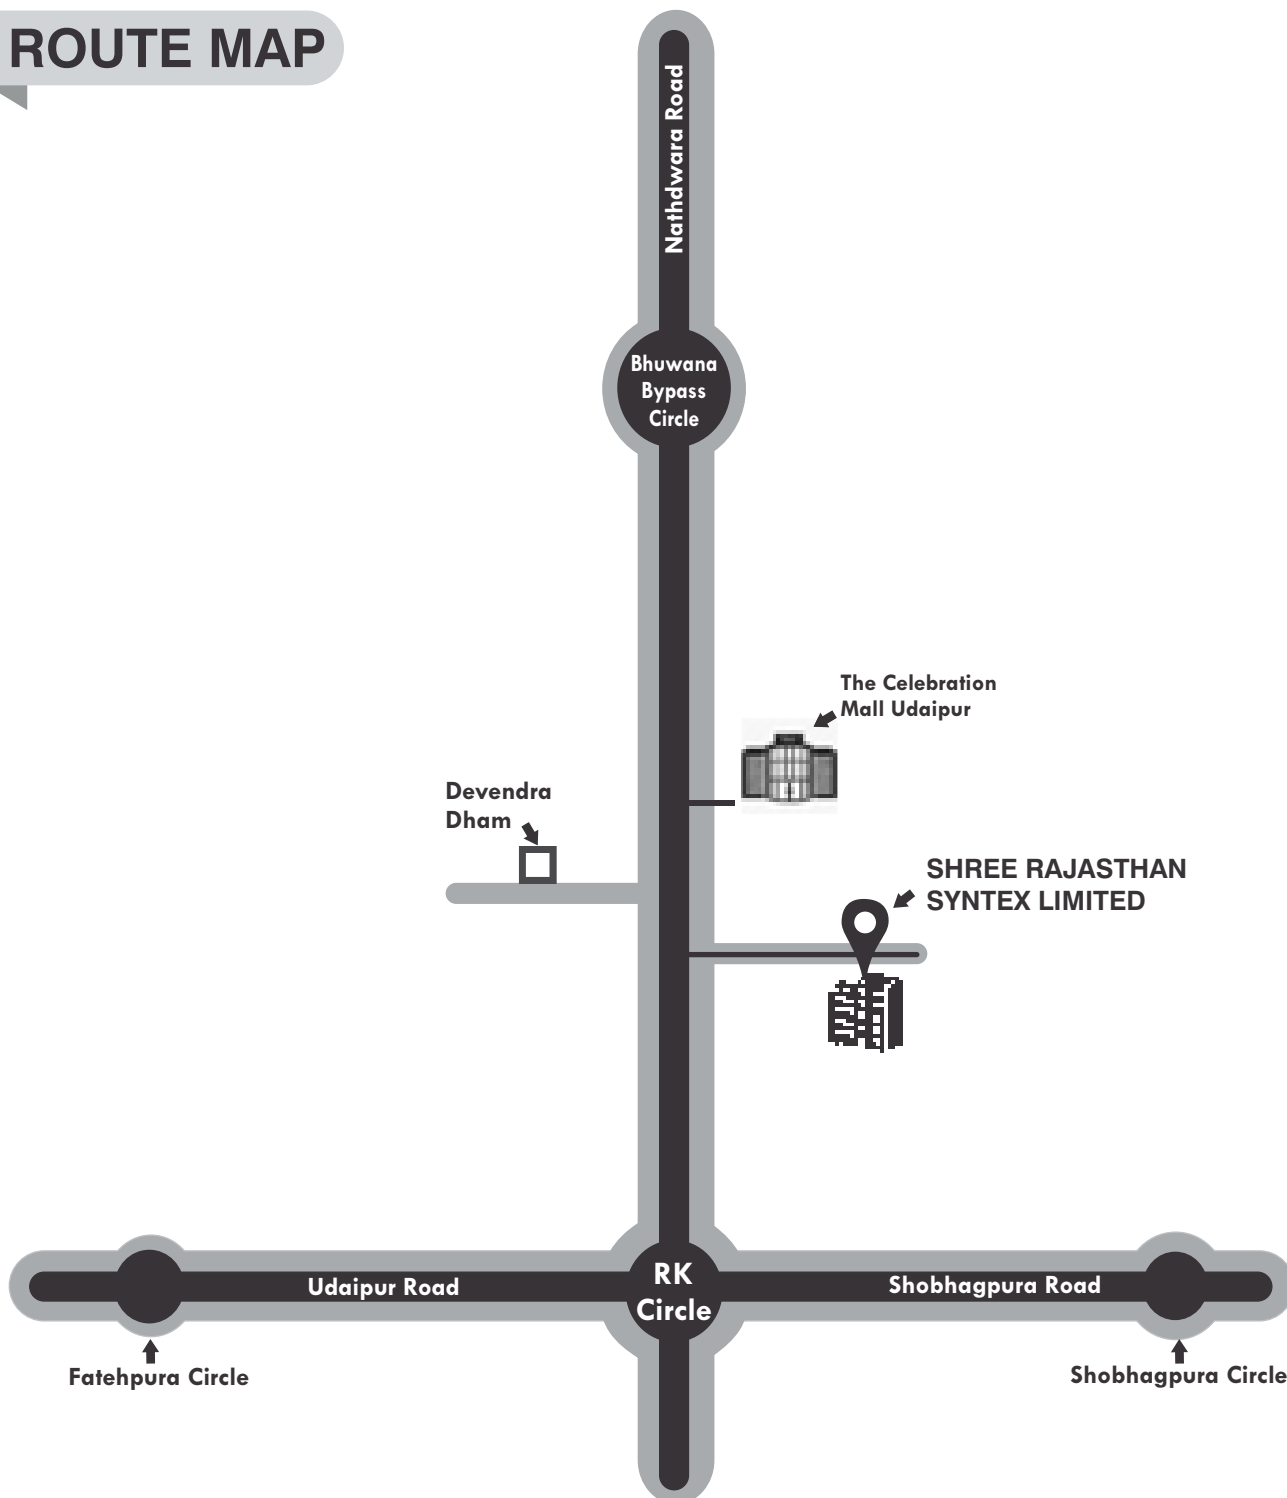 ROUTE MAP
Nathdwara Road
Bhuwana
Bypass
Circle
The Celebration
Mall Udaipur
Devendra
Dham
SHREE RAJASTHAN
SYNTEX LIMITED
RK
Circle
Udaipur Road
Shobhagpura Road
Fatehpura Circle
Shobhagpura Circle